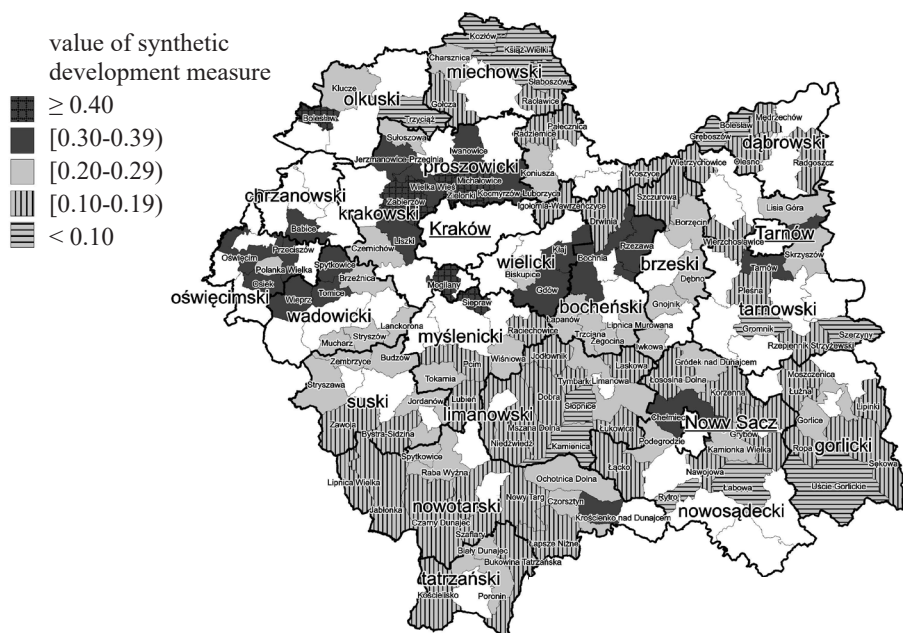 value of synthetic
development measure
≥ 0.40
[0.30-0.39]
[0.20-0.29]
[0.10-0.19]
< 0.10
Kozłów
Książ Wielki
Charsznica
miechowski
Słaboszów
Klucze
olkuski
Gołcza
Racławice
Trzyciąż
Bolesław
Bolesław
Mędrzechów
Gręboszów
dąbrowski
Pałecznica
Radziemice
Sułoszowa
Iwanowice
Jerzmanowice-Przeginia
proszowicki
Koniusza
Koszyce
Wietrzychowice
Olesno
Radgoszcz
Wielka Wieś
Michałowice
Zielonki
Kocmyrzów-Luborzyca
Zabierzów
Igołomia-Wawrzeńczyce
Szczurowa
Drwinia
Borzęcin
Lisia Góra
chrzanowski
Babice
krakowski
Kraków
Liszki
Czernichów
Wierzchosławice
Tarnów
Skrzyszów
Przeciszów
Oświęcim
Polanka Wielka
Osiek
Spytkowice
Brzeźnica
Tomice
Wieprz
oświęcimski
wadowicki
Mogilany
Siepraw
wielicki
Biskupice
Kłaj
Gdów
Bochnia
Rzezawa
brzeski
Dębno
Tarnów
Pleśna
tarnowski
bocheński
Gnojnik
Gromnik
Szerzyny
Rzepiennik Strzyżewski
Lanckorona
Stryszów
Mucharz
myślenicki
Raciechowice
Łapanów
Trzciana
Żegocina
Lipnica Murowana
Iwkowa
Budzów
Zembrzyce
Stryszawa
Wiśniowa
Pcim
Tokarnia
Jodłownik
Laskowa
Gródek nad Dunajcem
Łososina Dolna
Korzenna
Moszczenica
Łużna
Lipinki
suski
Jordanów
Lubień
Tymbark
Limanowa
Dobra
Słopnice
imanowski
Zawoja
Bystra-Sidzina
Mszana Dolna
Niedźwiedź
Kamienica
Łukowica
Chełmiec
Nowy Sącz
Podegrodzie
Grybów
Kamionka Wielka
Gorlice
Ropa
gorlicki
Sękowa
Spytkowice
Raba Wyżna
Lipnica Wielka
Jabłonka
Łącko
Nawojowa
Łabowa
Uście Gorlickie
Ochotnica Dolna
Rytro
nowosądecki
nowotarski
Nowy Targ
Czorsztyn
Krościenko nad Dunajcem
Czarny Dunajec
Szaflary
Łapsze Niżne
Biały Dunajec
Bukowina Tatrzańska
tatrzański
Kościelisko
Poronin